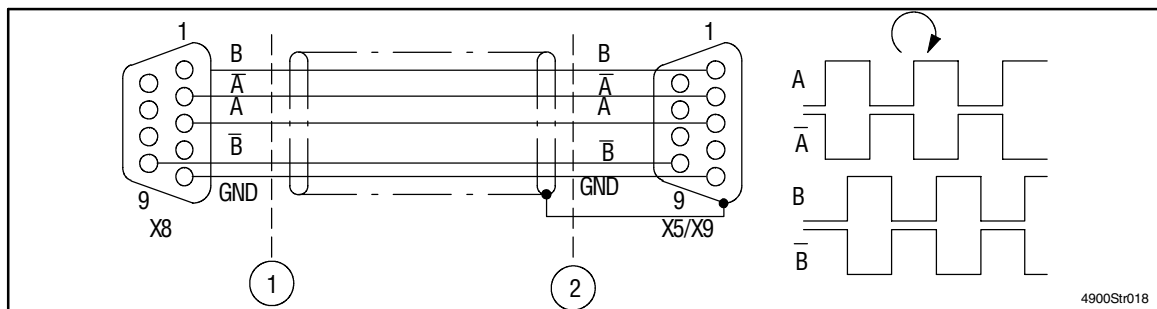 1
B
A̅
A
B̅
GND
9
X8
1
2
1
B
A̅
A
B̅
GND
9
X5/X9
A
A̅
B
B̅
4900Str018